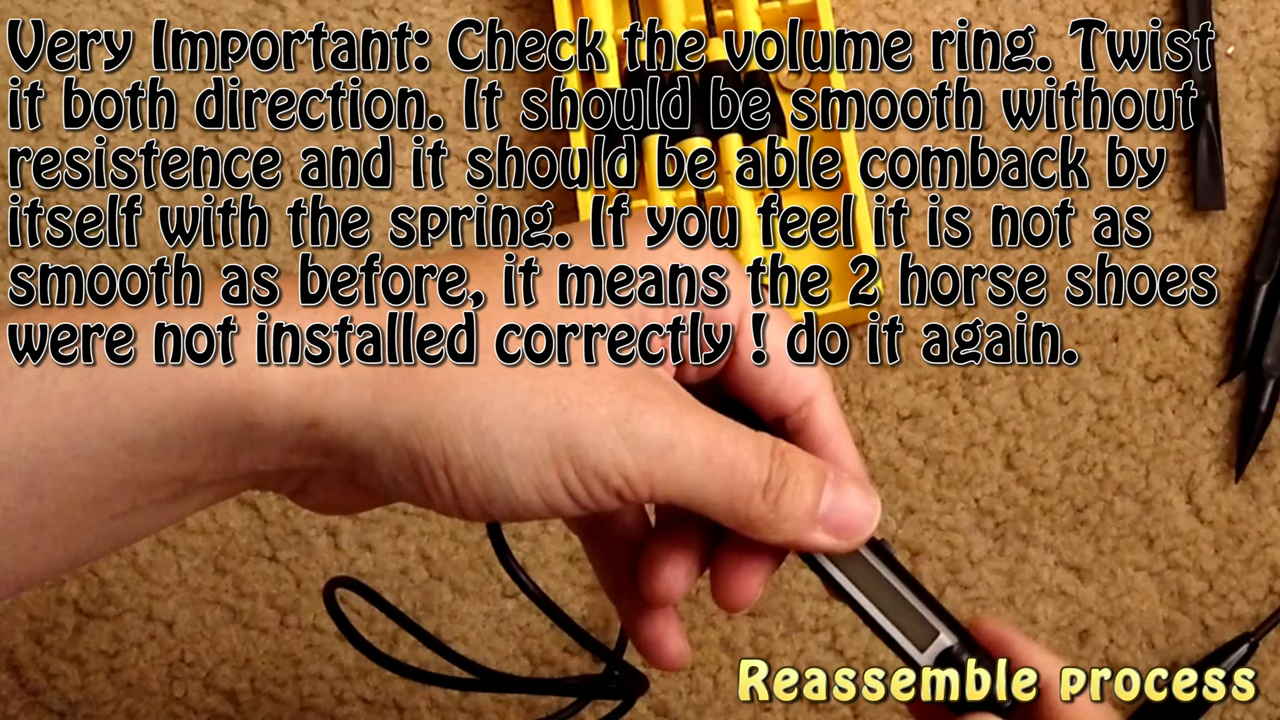 Very Important: Check the volume ring. Twist
it both direction. It should be smooth without
resistence and it should be able comback by
itself with the spring. If you feel it is not as
smooth as before, it means the 2 horse shoes
were not installed correctly ! do it again.
Reassemble process